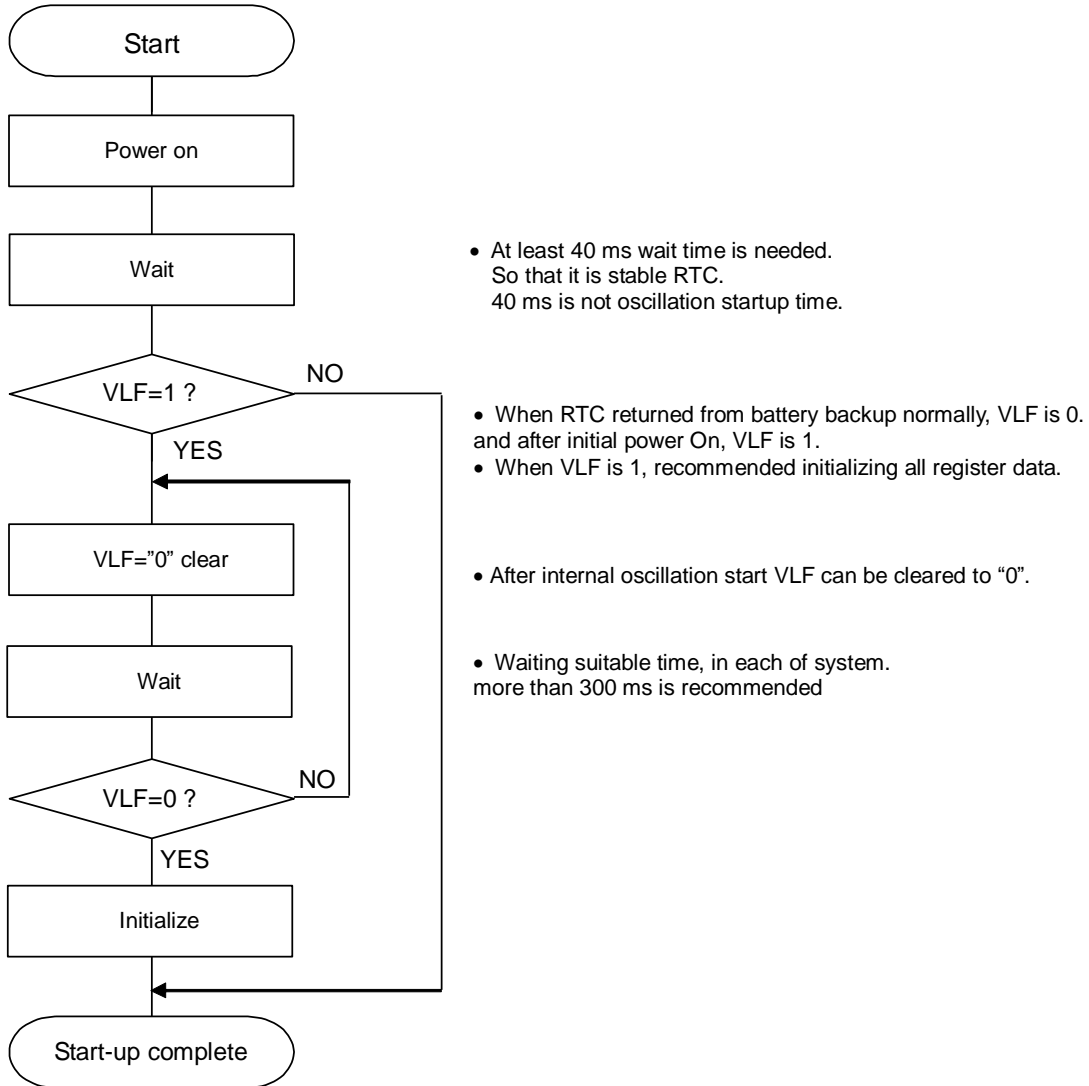 Start
Power on
Wait
• At least 40 ms wait time is needed.
So that it is stable RTC.
40 ms is not oscillation startup time.
VLF=1 ?
NO
YES
• When RTC returned from battery backup normally, VLF is 0.
and after initial power On, VLF is 1.
• When VLF is 1, recommended initializing all register data.
VLF=”0” clear
• After internal oscillation start VLF can be cleared to “0”.
Wait
• Waiting suitable time, in each of system.
more than 300 ms is recommended
VLF=0 ?
NO
YES
Initialize
Start-up complete